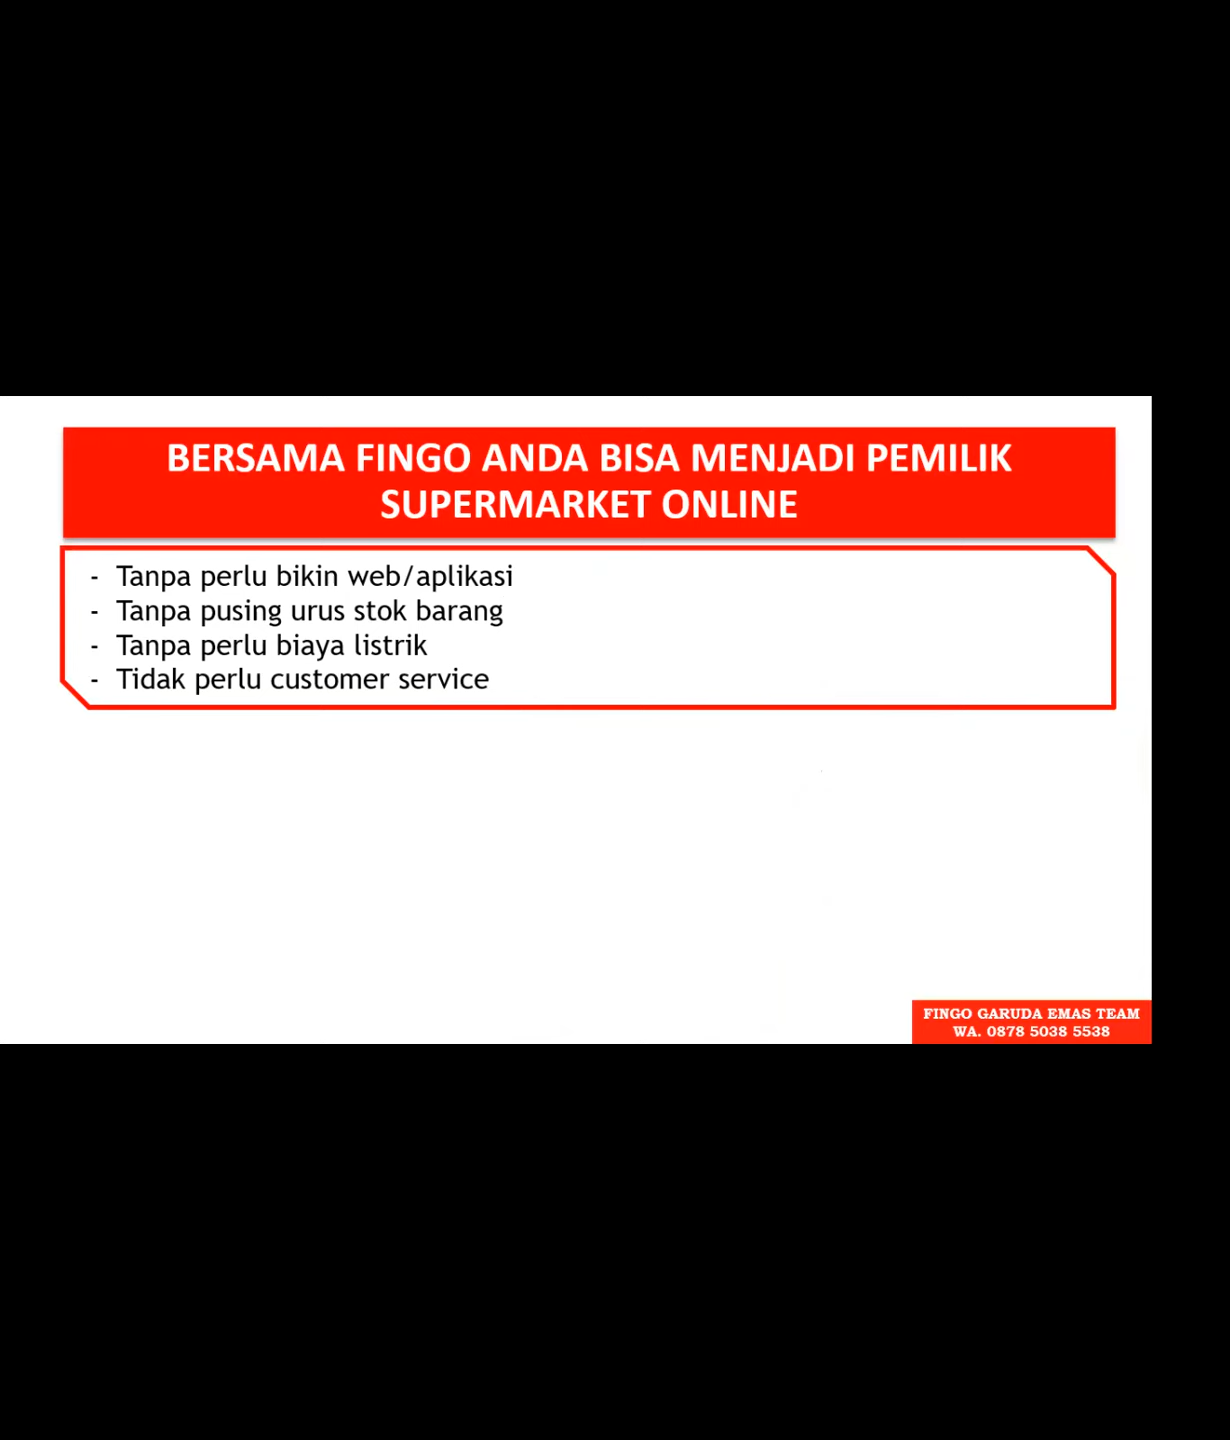 BERSAMA FINGO ANDA BISA MENJADI PEMILIK
SUPERMARKET ONLINE
- Tanpa perlu bikin web/aplikasi
- Tanpa pusing urus stok barang
- Tanpa perlu biaya listrik
- Tidak perlu customer service
FINGO GARUDA EMAS TEAM
WA. 0878 5038 5538